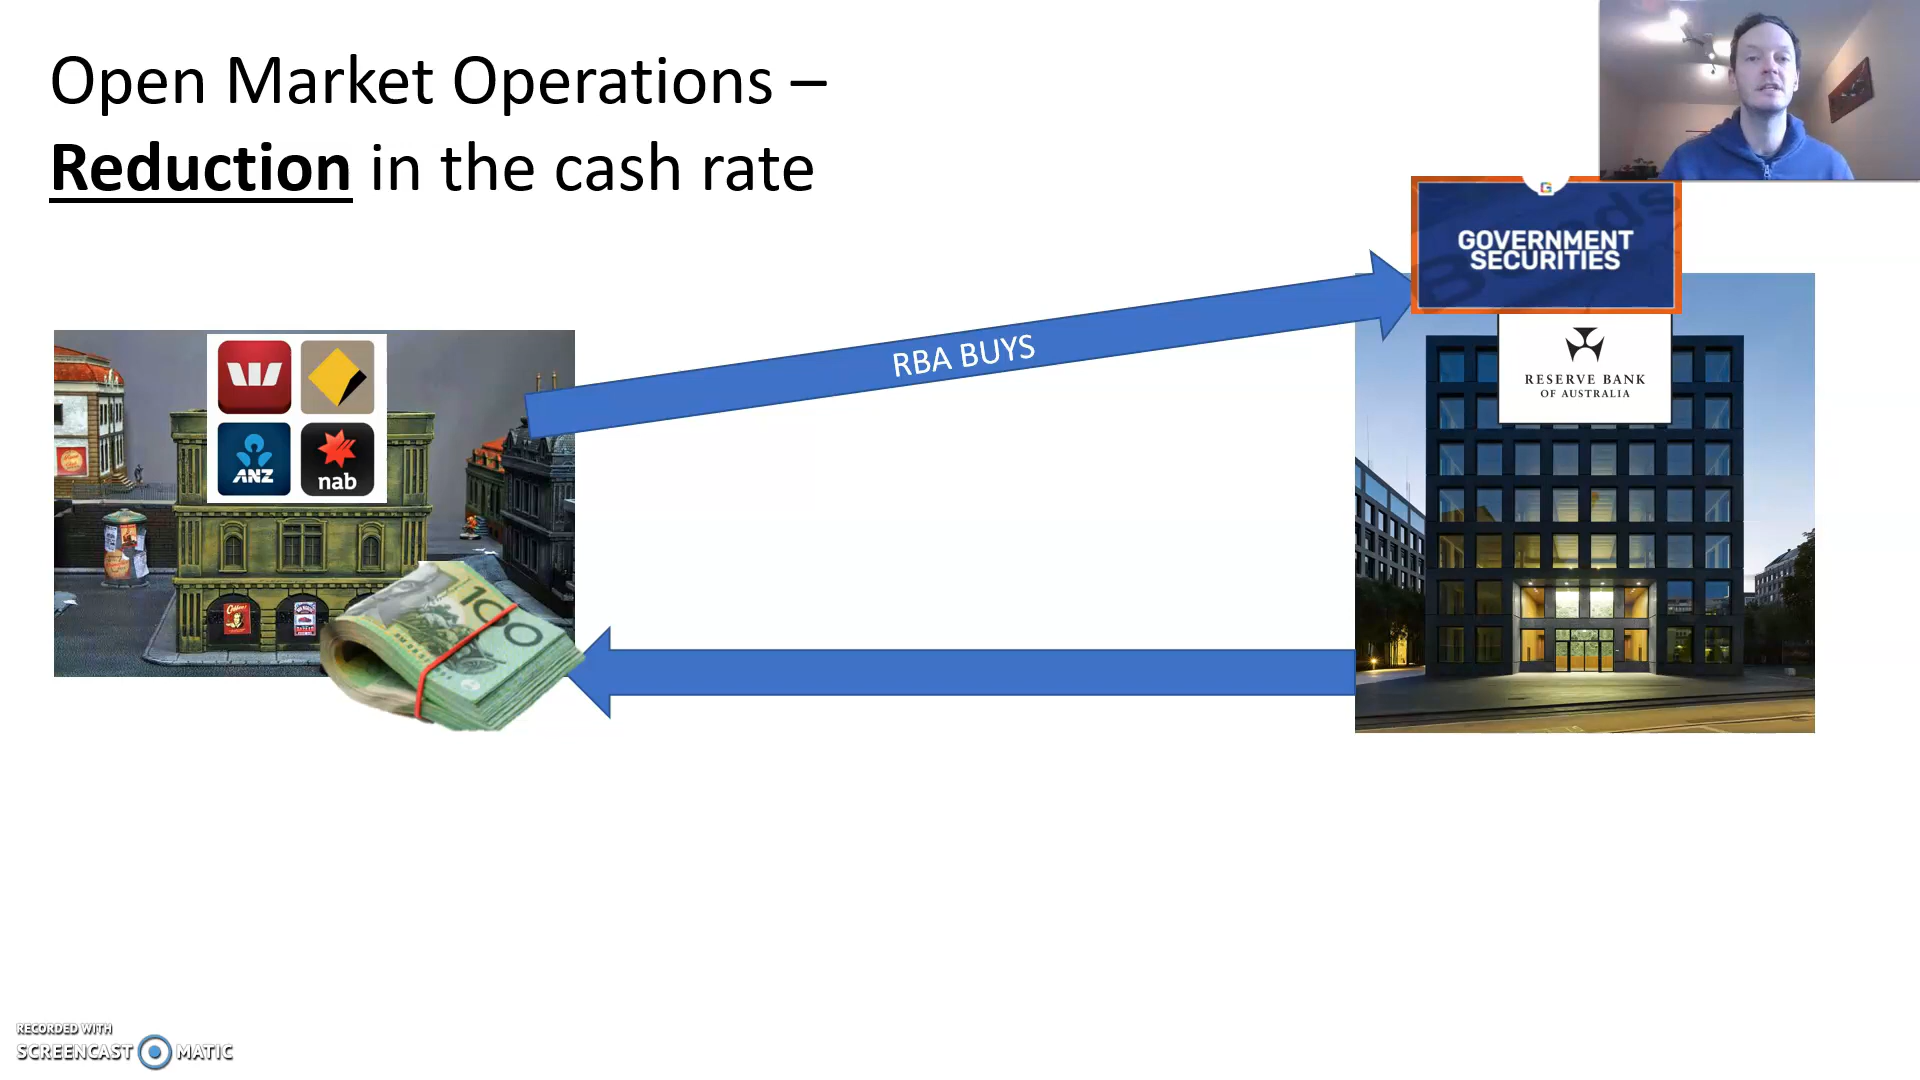 Open Market Operations –
Reduction in the cash rate
GOVERNMENT
SECURITIES
RBA BUYS
RESERVE BANK
OF AUSTRALIA
ANZ
nab
100
RECORDED WITH
SCREENCAST MATIC